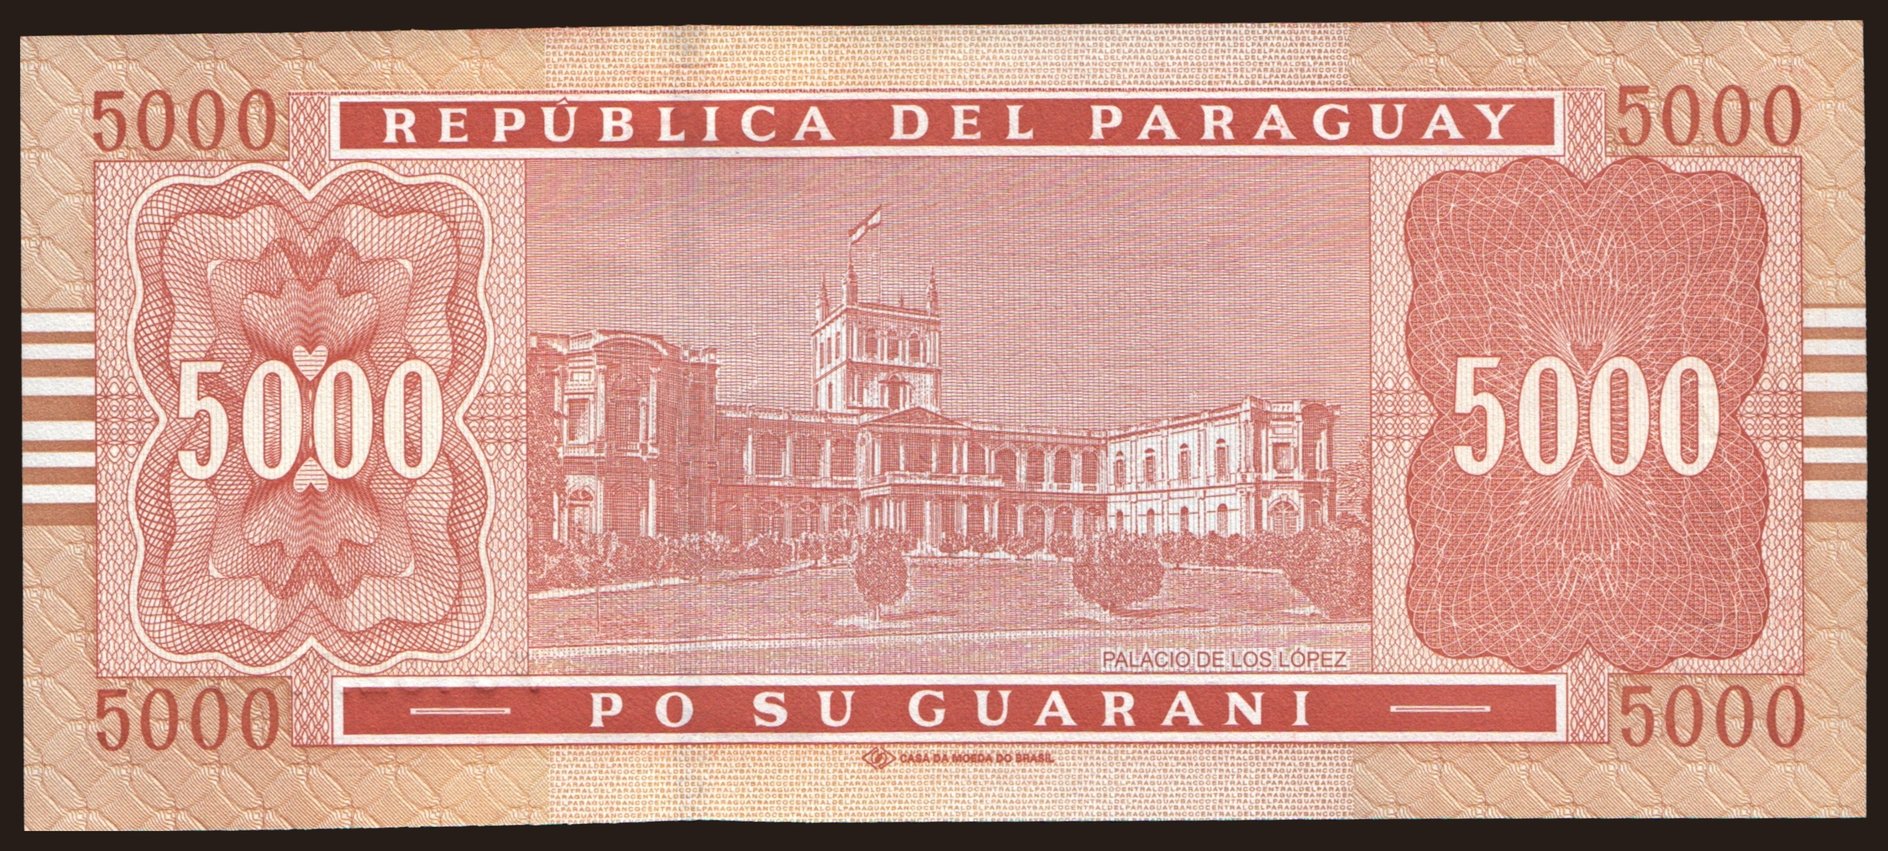 5000 REPÚBLICA DEL PARAGUAY 5000
5000 5000
PALACIO DE LOS LÓPEZ
5000 PO SU GUARANI 5000
CASA DA MOEDA DO BRASIL